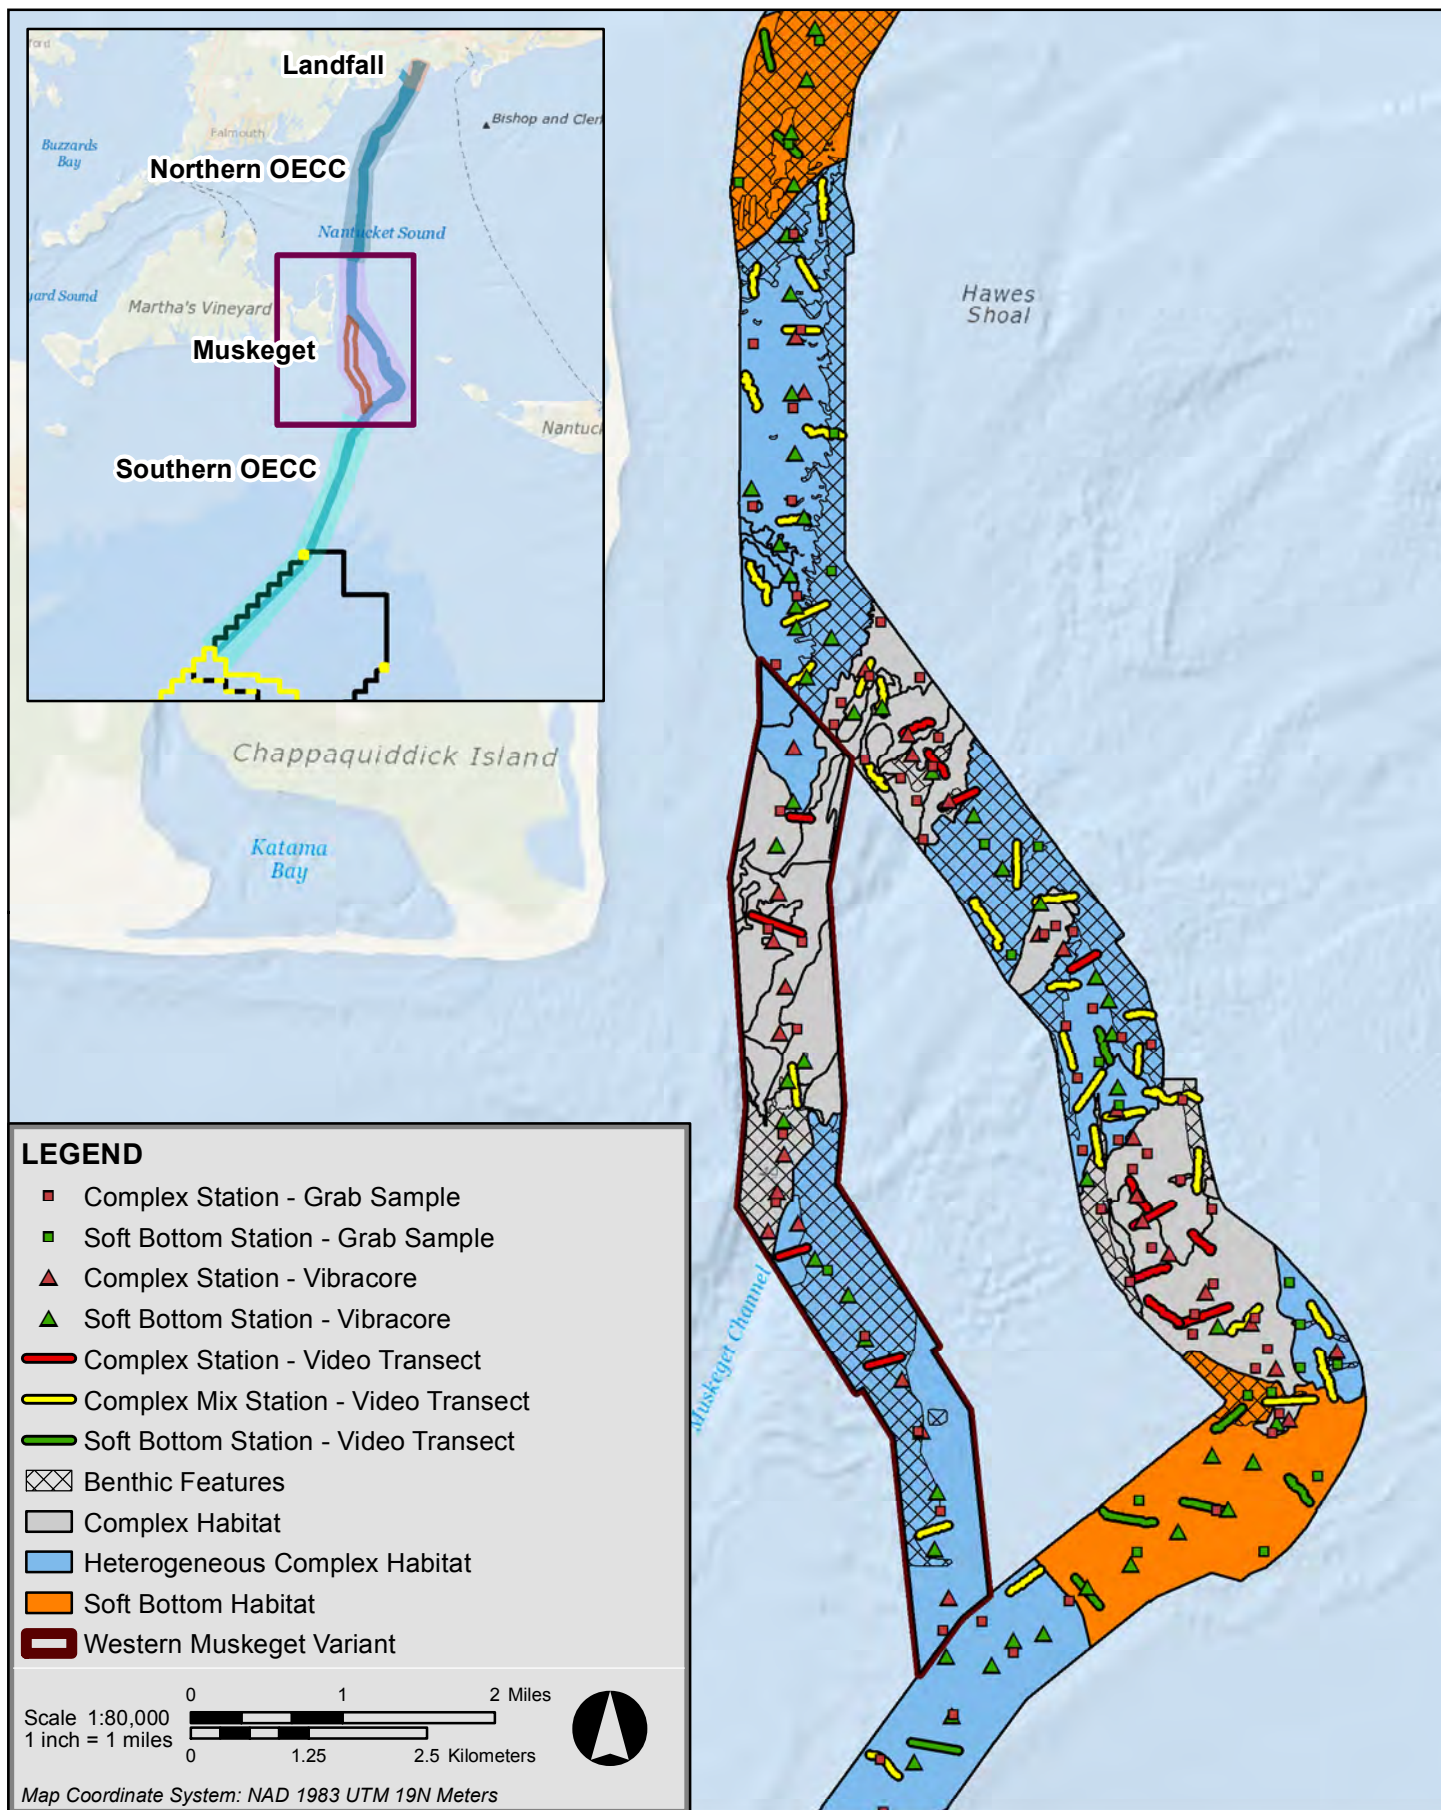 Landfall
Bishop and Cler
Buzzards
Bay
Falmouth
Northern OECC
Nantucket Sound
yard Sound
Martha's Vineyard
Muskeget
Nantuck
Southern OECC
Hawes
Shoal
Chappaquiddick Island
Katama
Bay
Muskeget Channel
LEGEND
Complex Station - Grab Sample
Soft Bottom Station - Grab Sample
Complex Station - Vibracore
Soft Bottom Station - Vibracore
Complex Station - Video Transect
Complex Mix Station - Video Transect
Soft Bottom Station - Video Transect
Benthic Features
Complex Habitat
Heterogeneous Complex Habitat
Soft Bottom Habitat
Western Muskeget Variant
0 1 2 Miles
Scale 1:80,000
1 inch = 1 miles
0 1.25 2.5 Kilometers
Map Coordinate System: NAD 1983 UTM 19N Meters